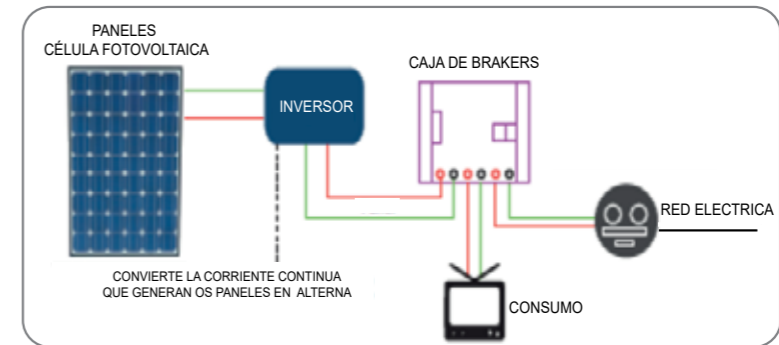 PANELES
CÉLULA FOTOVOLTAICA
INVERSOR
CAJA DE BRAKERS
RED ELECTRICA
CONVIERTE LA CORRIENTE CONTINUA
QUE GENERAN OS PANELES EN ALTERNA
CONSUMO